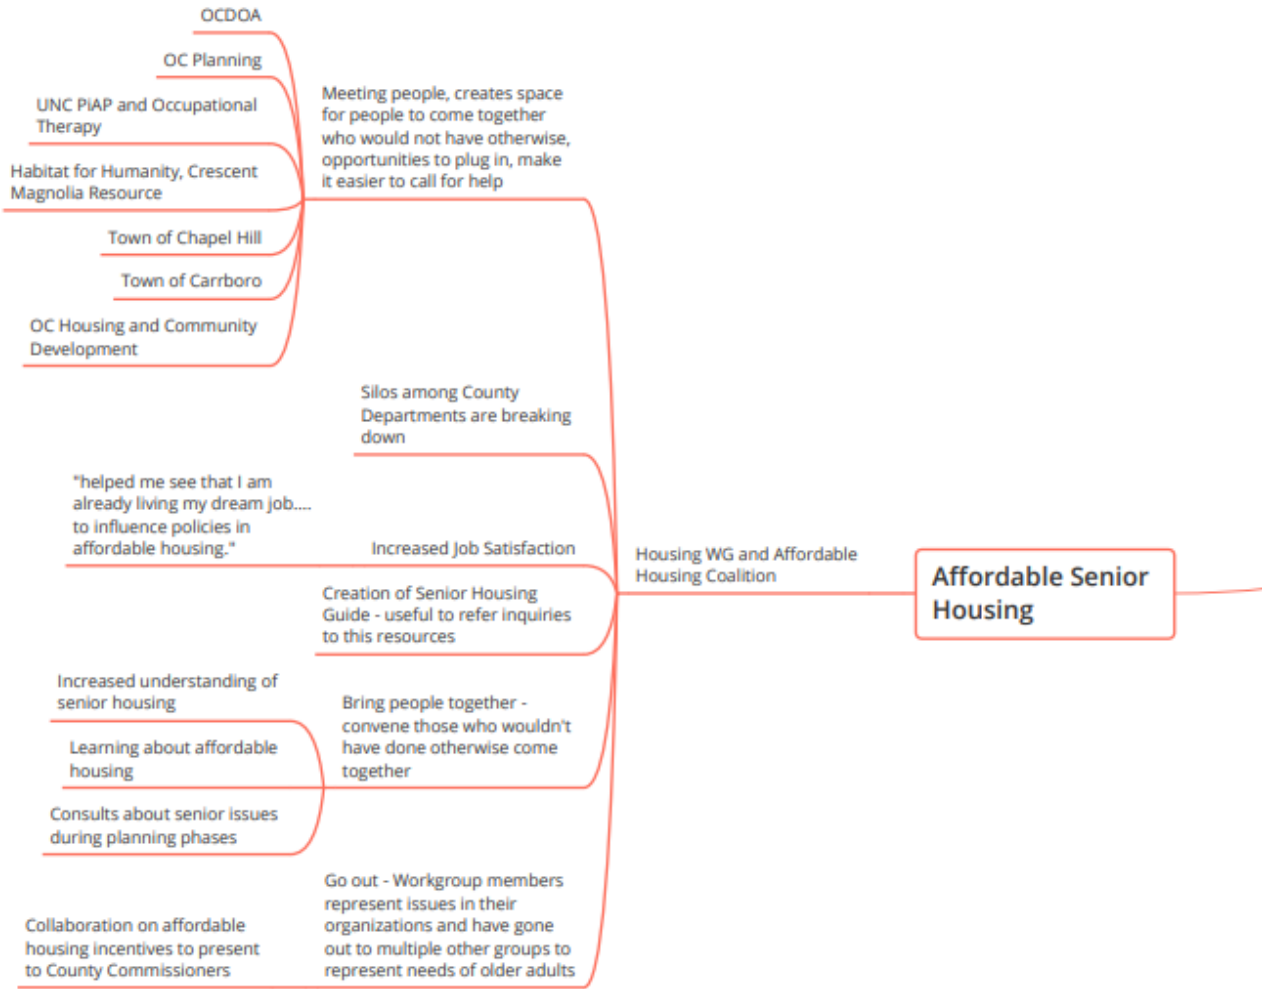 OCDOA
OC Planning
UNC PiAP and Occupational
Therapy
Habitat for Humanity, Crescent
Magnolia Resource
Town of Chapel Hill
Town of Carrboro
OC Housing and Community
Development
Meeting people, creates space
for people to come together
who would not have otherwise,
opportunities to plug in, make
it easier to call for help
Silos among County
Departments are breaking
down
"helped me see that I am
already living my dream job....
to influence policies in
affordable housing."
Increased Job Satisfaction
Creation of Senior Housing
Guide - useful to refer inquiries
to this resources
Increased understanding of
senior housing
Learning about affordable
housing
Consults about senior issues
during planning phases
Bring people together -
convene those who wouldn't
have done otherwise come
together
Collaboration on affordable
housing incentives to present
to County Commissioners
Go out - Workgroup members
represent issues in their
organizations and have gone
out to multiple other groups to
represent needs of older adults
Housing WG and Affordable
Housing Coalition
Affordable Senior
Housing